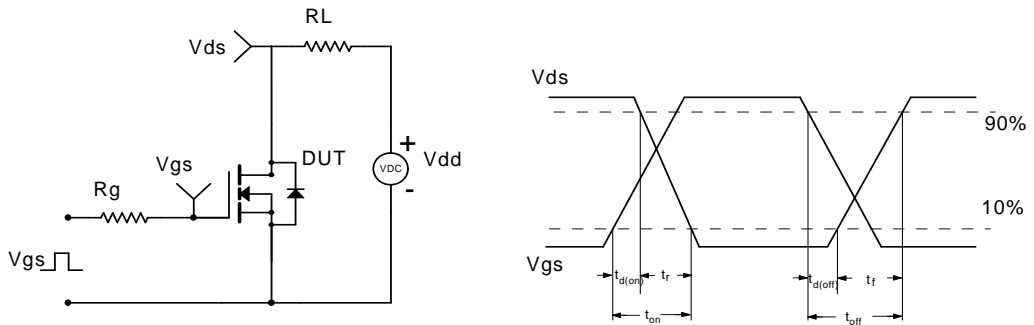 RL
Vds
DUT
Vgs
Rg
Vgs
+
VDC
-
Vdd
Vds
90%
10%
Vgs
td(on)
tr
ton
td(off)
tf
toff